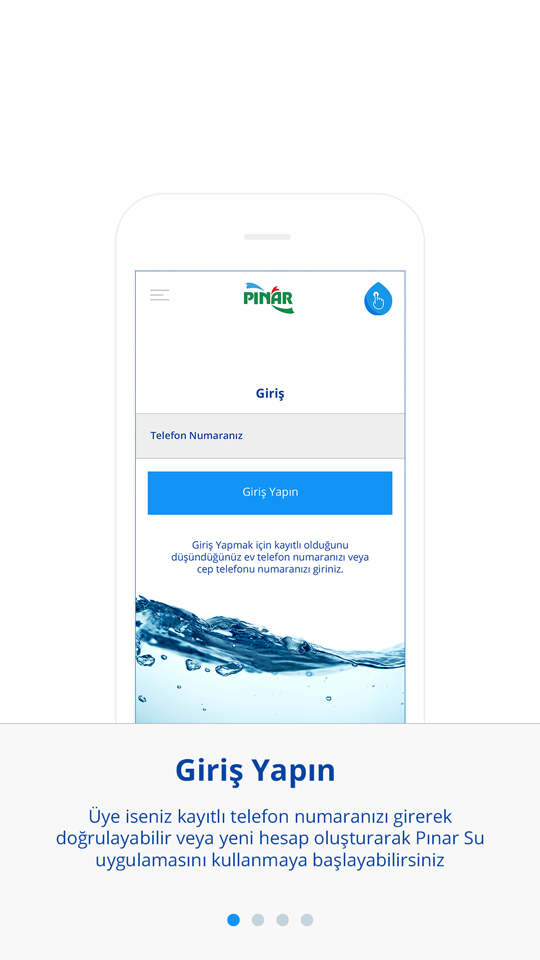 PINAR
Giriş
Telefon Numaranız
Giriş Yapın
Giriş Yapmak için kayıtlı olduğunu
düşündüğünüz ev telefon numaranızı veya
cep telefonu numaranızı giriniz.
Giriş Yapın
Üye iseniz kayıtlı telefon numaranızı girerek
doğrulayabilir veya yeni hesap oluşturarak Pınar Su
uygulamasını kullanmaya başlayabilirsiniz